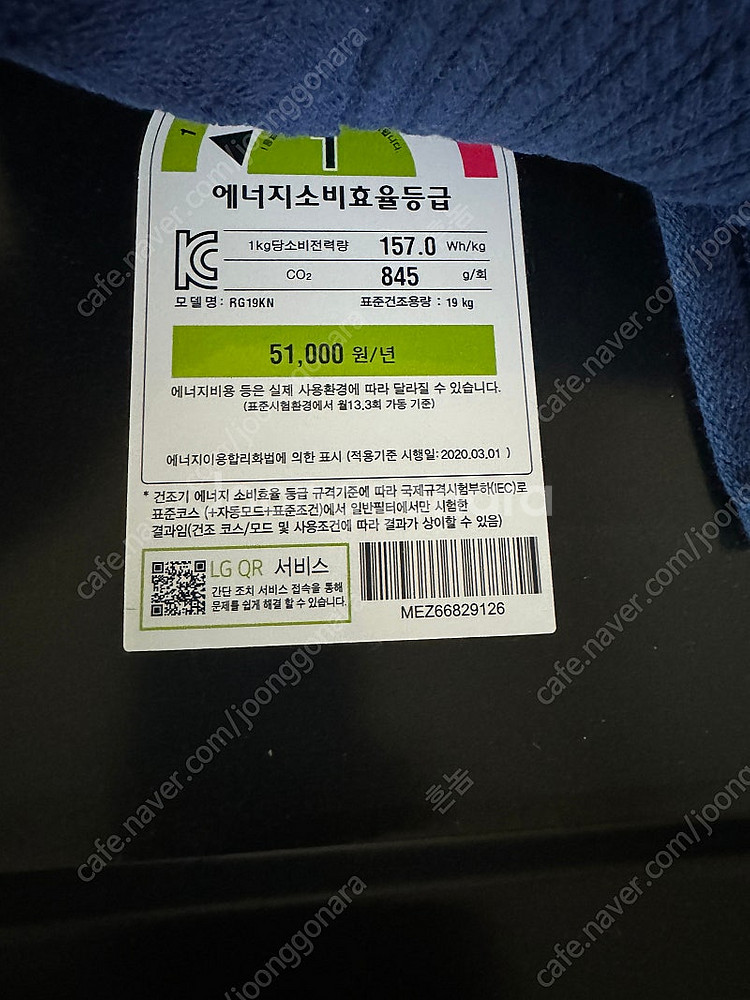 1
1
니다.
에너지소비효율등급
1kg당소비전력량 157.0 Wh/kg
CO₂ 845 g/회
모델명: RG19KN 표준건조용량 : 19 kg
51,000 원/년
에너지비용 등은 실제 사용환경에 따라 달라질 수 있습니다.
(표준시험환경에서 월13.3회 가동 기준)
에너지이용합리화법에 의한 표시 (적용기준 시행일: 2020.03.01 )
* 건조기 에너지 소비효율 등급 규격기준에 따라 국제규격시험부하(IEC)로
표준코스 (+자동모드+표준조건)에서 일반필터에서만 시험한
결과임(건조 코스/모드 및 사용조건에 따라 결과가 상이할 수 있음)
LG QR 서비스
간단 조치 서비스 접속을 통해
문제를 쉽게 해결 할 수 있습니다.
MEZ66829126
cafe.naver.com/joonggonara
흔놈